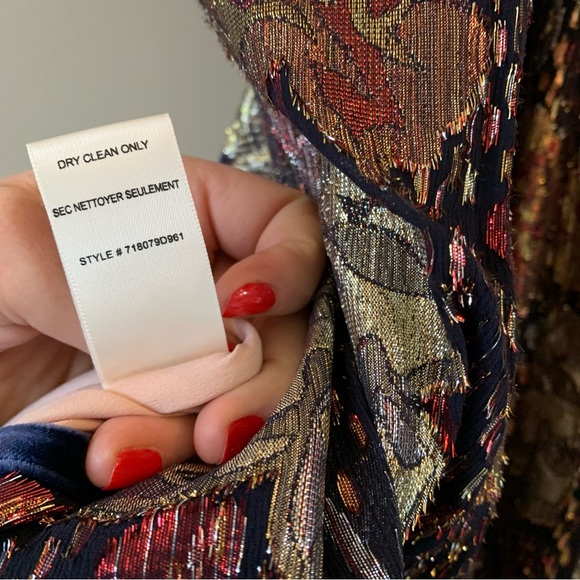 DRY CLEAN ONLY
SEC NETTOYER SEULEMENT
STYLE # 718079D961